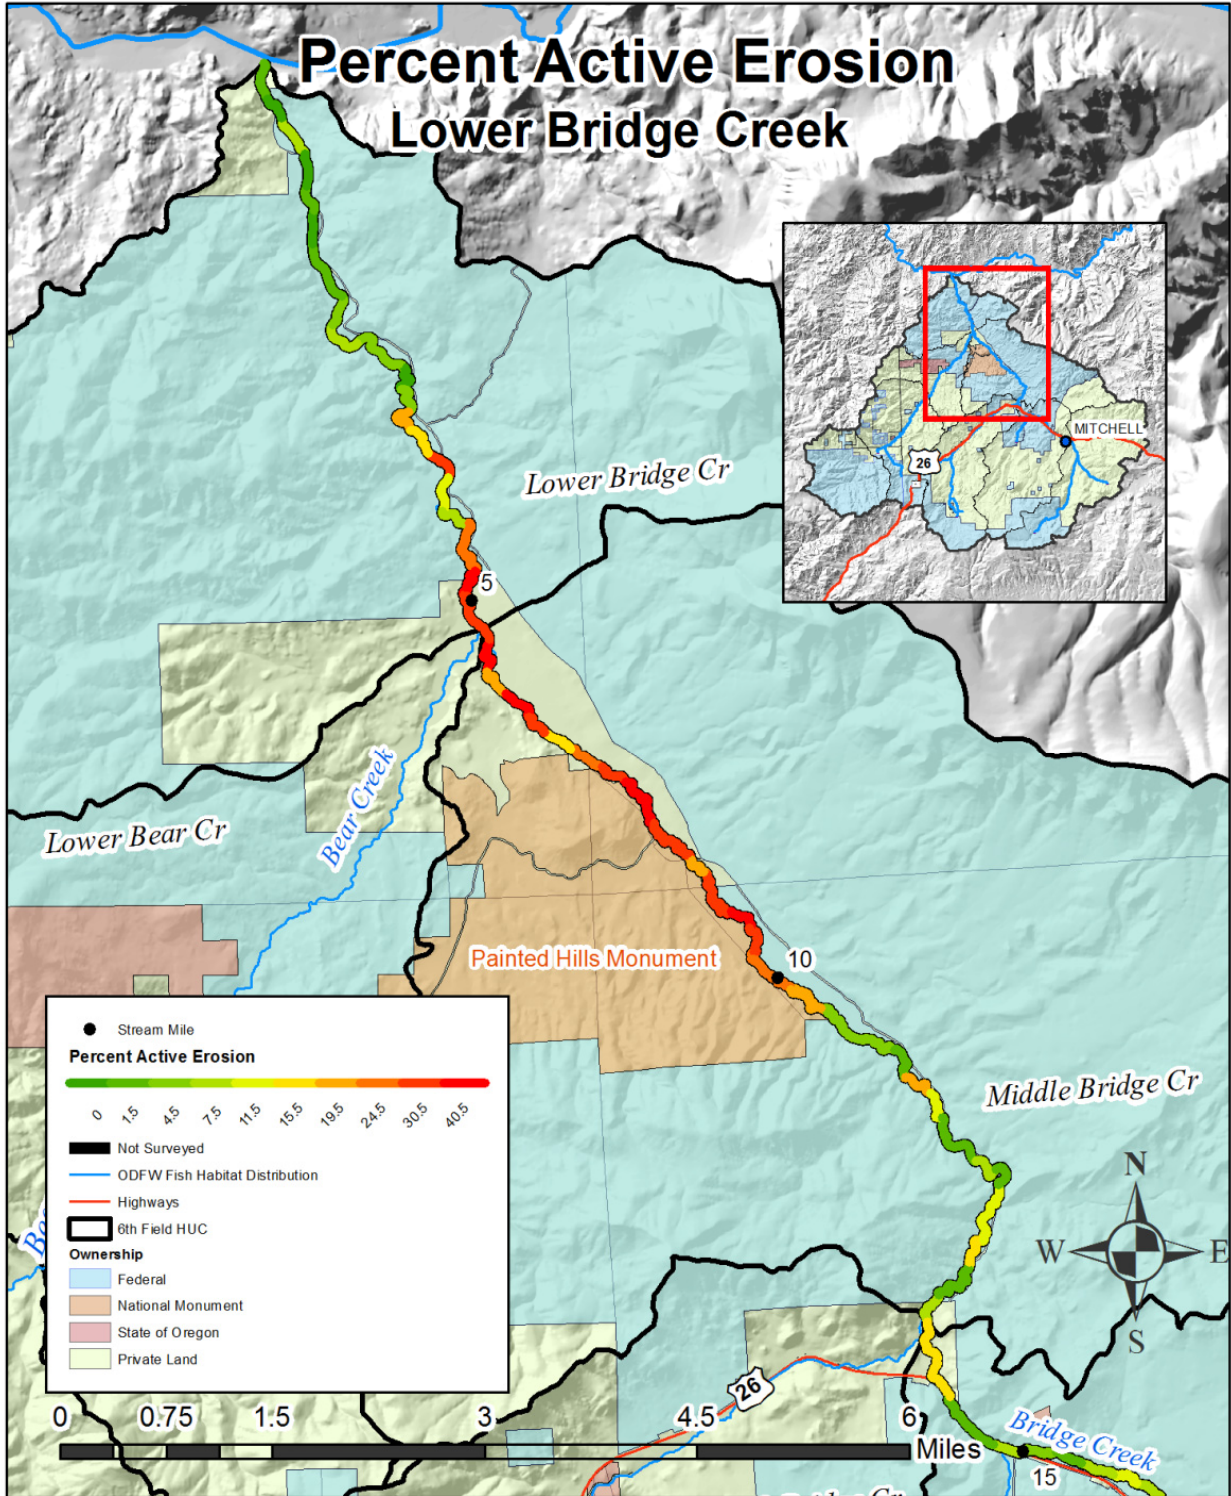 Percent Active Erosion
Lower Bridge Creek
MITCHELL
26
Lower Bridge Cr
5
Bear Creek
Lower Bear Cr
Painted Hills Monument
10
Middle Bridge Cr
Stream Mile
Percent Active Erosion
0 1.5 4.5 7.5 11.5 15.5 19.5 24.5 30.5 40.5
Not Surveyed
ODFW Fish Habitat Distribution
Highways
6th Field HUC
Ownership
Federal
National Monument
State of Oregon
Private Land
N
W E
S
26
0 0.75 1.5 3 4.5 6
Miles
Bridge Creek
15
Cr